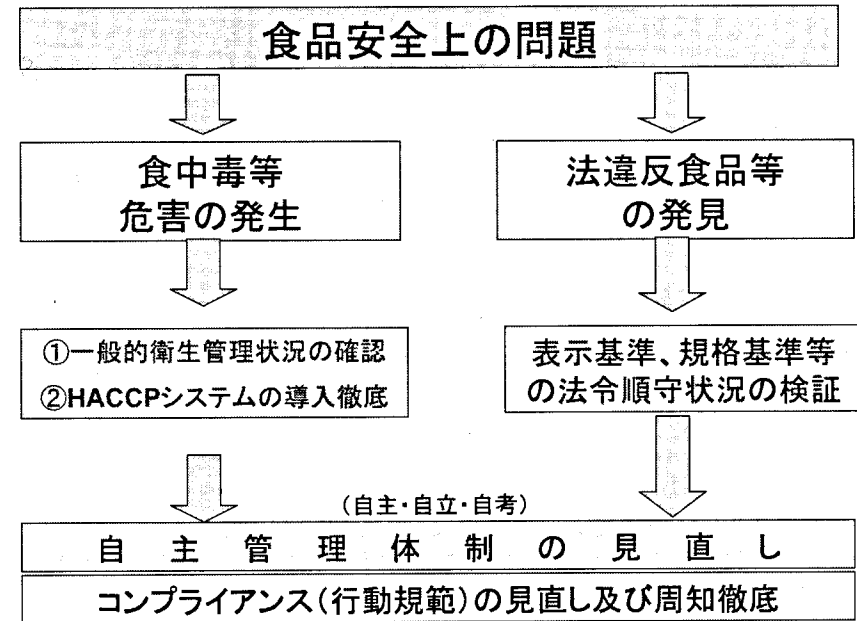 食品安全上の問題
食中毒等
危害の発生
法違反食品等
の発見
①一般的衛生管理状況の確認
②HACCPシステムの導入徹底
表示基準、規格基準等
の法令順守状況の検証
(自主・自立・自考)
自主管理体制の見直し
コンプライアンス(行動規範)の見直し及び周知徹底